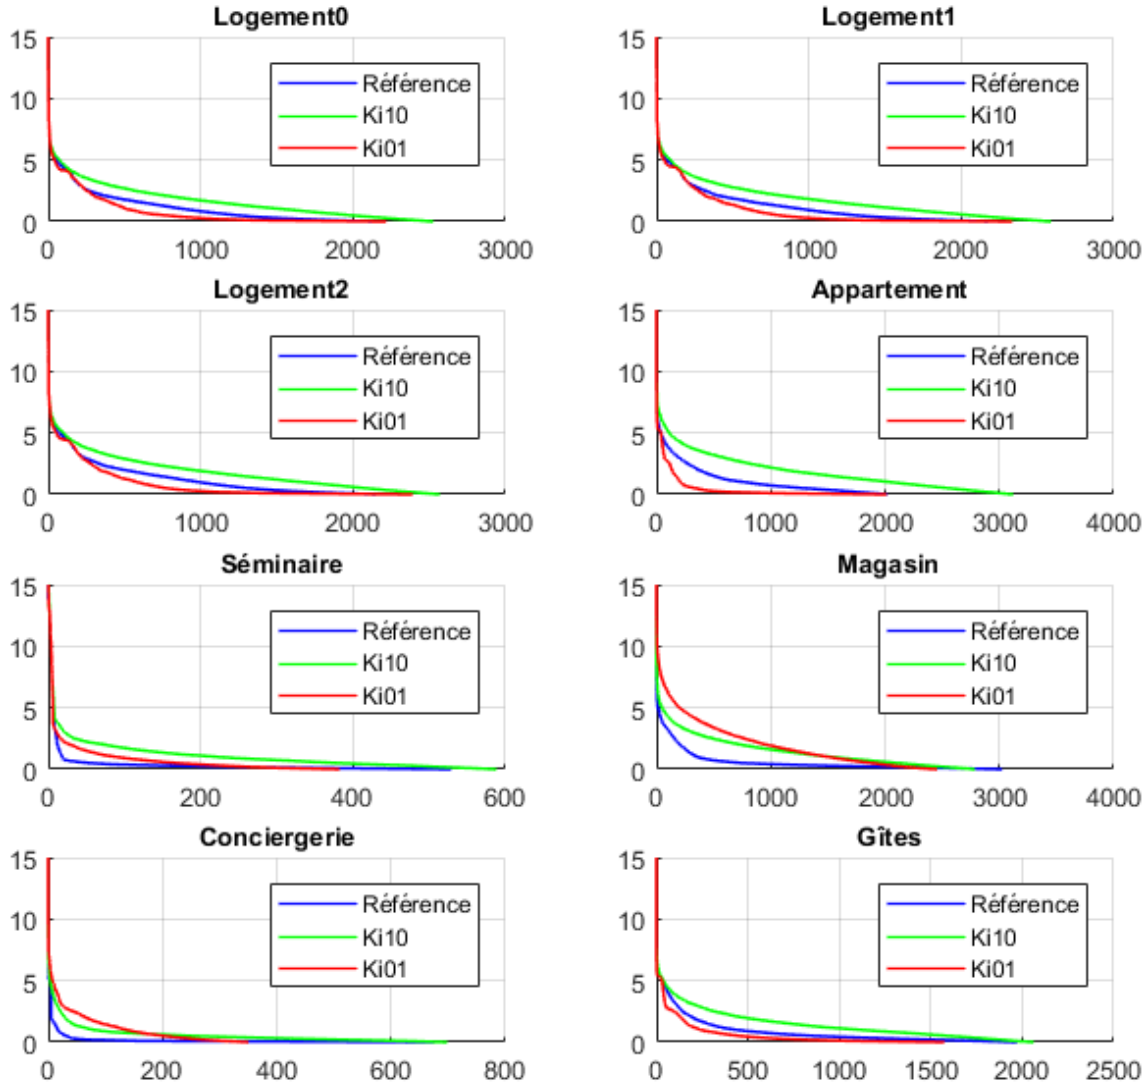 Logement0
15
10
5
0
0 1000 2000 3000
Référence
Ki10
Ki01
Logement1
15
10
5
0
0 1000 2000 3000
Référence
Ki10
Ki01
Logement2
15
10
5
0
0 1000 2000 3000
Référence
Ki10
Ki01
Appartement
15
10
5
0
0 1000 2000 3000 4000
Référence
Ki10
Ki01
Séminaire
15
10
5
0
0 200 400 600
Référence
Ki10
Ki01
Magasin
15
10
5
0
0 1000 2000 3000 4000
Référence
Ki10
Ki01
Conciergerie
15
10
5
0
0 200 400 600 800
Référence
Ki10
Ki01
Gîtes
15
10
5
0
0 500 1000 1500 2000 2500
Référence
Ki10
Ki01